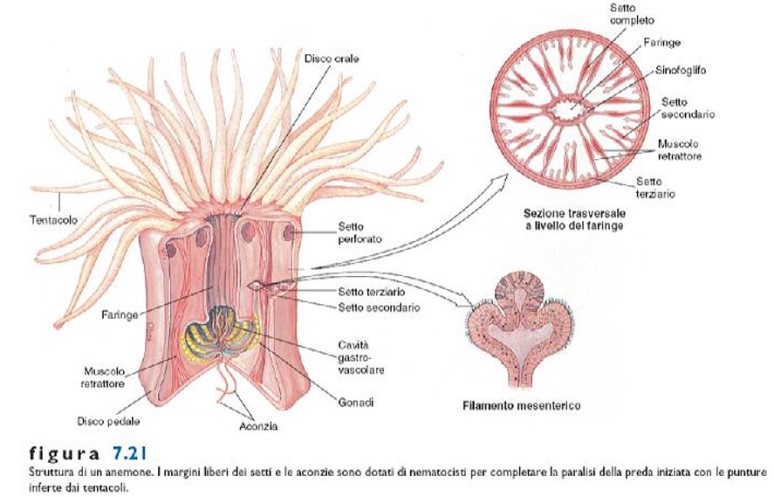 Setto
completo
Faringe
Sinofoglifo
Setto
secondario
Muscolo
retrattore
Setto
terziario
Sezione trasversale
a livello del faringe
Disco orale
Tentacolo
Setto
perforato
Setto terziario
Setto secondario
Faringe
Cavità
gastro-
vascolare
Muscolo
retrattore
Gonadi
Disco pedale
Aconzia
Filamento mesenterico
figura 7.21
Struttura di un anemone. I margini liberi dei setti e le aconzie sono dotati di nematocisti per completare la paralisi della preda iniziata con le punture
inferte dai tentacoli.